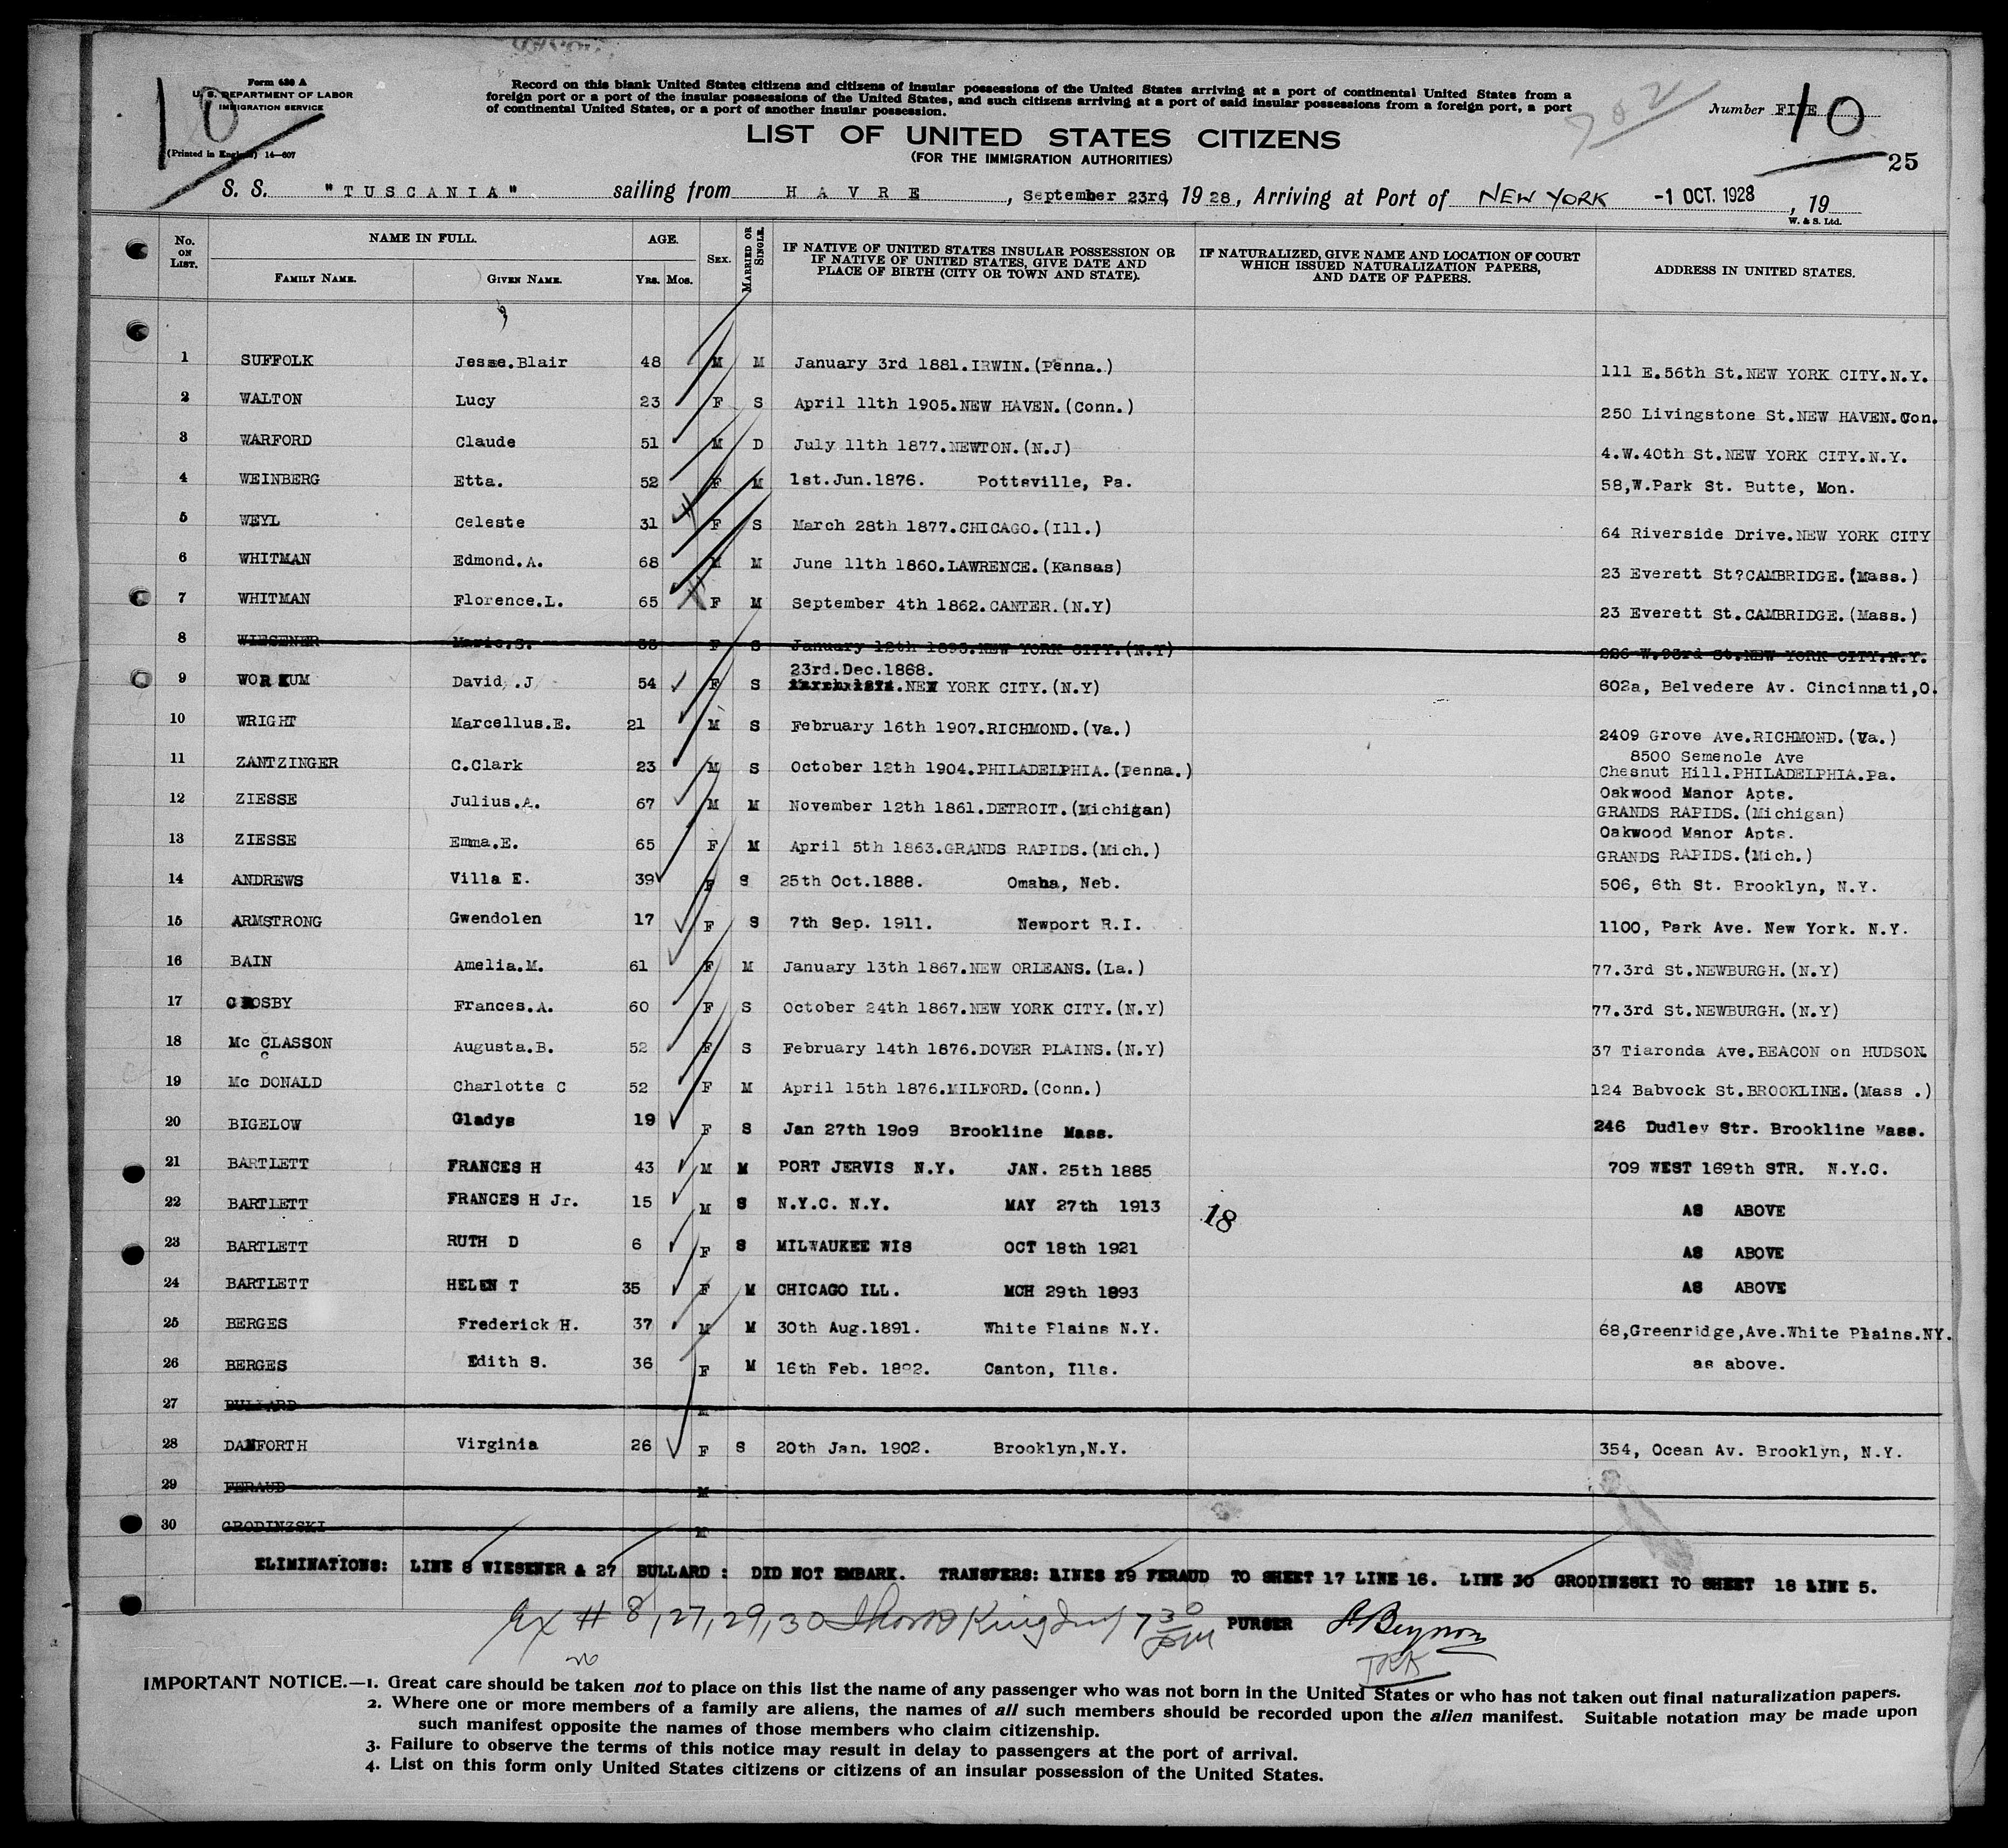 Form 630 A
U. S. DEPARTMENT OF LABOR
IMMIGRATION SERVICE
(Printed in England) 14—607
10
Record on this blank United States citizens and citizens of insular possessions of the United States arriving at a port of continental United States from a
foreign port or a port of the insular possessions of the United States, and such citizens arriving at a port of said insular possessions from a foreign port, a port
of continental United States, or a port of another insular possession.
Number FIVE
10
702
25
LIST OF UNITED STATES CITIZENS
(FOR THE IMMIGRATION AUTHORITIES)
S. S. "TUSCANIA" sailing from HAVRE, September 23rd, 1928, Arriving at Port of NEW YORK -1 OCT. 1928, 19
W. & S. Ltd.
No. ON LIST. NAME IN FULL. FAMILY NAME. GIVEN NAME. AGE. Yrs. Mos. SEX. MARRIED OR SINGLE. IF NATIVE OF UNITED STATES INSULAR POSSESSION OR IF NATIVE OF UNITED STATES, GIVE DATE AND PLACE OF BIRTH (CITY OR TOWN AND STATE). IF NATURALIZED, GIVE NAME AND LOCATION OF COURT WHICH ISSUED NATURALIZATION PAPERS, AND DATE OF PAPERS. ADDRESS IN UNITED STATES.
1 SUFFOLK Jesse.Blair 48 M M January 3rd 1881.IRWIN.(Penna.) 111 E.56th St.NEW YORK CITY.N.Y.
2 WALTON Lucy 23 F S April 11th 1905.NEW HAVEN.(Conn.) 250 Livingstone St.NEW HAVEN.Con.
3 WARFORD Claude 51 M D July 11th 1877.NEWTON.(N.J) 4.W.40th St.NEW YORK CITY.N.Y.
4 WEINBERG Etta. 52 F M 1st.Jun.1876. Pottsville, Pa. 58,W.Park St. Butte, Mon.
5 WEYL Celeste 31 F S March 28th 1877.CHICAGO.(Ill.) 64 Riverside Drive.NEW YORK CITY
6 WHITMAN Edmond.A. 68 M M June 11th 1860.LAWRENCE.(Kansas) 23 Everett St?CAMBRIDGE.(Mass.)
7 WHITMAN Florence.L. 65 F M September 4th 1862.CANTER.(N.Y) 23 Everett St.CAMBRIDGE.(Mass.)
8 WIESENER Marie.S. 33 F S January 12th 1895.NEW YORK CITY.(N.Y) 226 W.93rd St.NEW YORK CITY.N.Y.
23rd.Dec.1868.
9 WORKUM David.J 54 F S NEW YORK CITY.(N.Y) 602a, Belvedere Av. Cincinnati,O.
10 WRIGHT Marcellus.E. 21 M S February 16th 1907.RICHMOND.(Va.) 2409 Grove Ave.RICHMOND.(Va.)
11 ZANTZINGER C.Clark 23 M S October 12th 1904.PHILADELPHIA.(Penna.) 8500 Semenole Ave
Chesnut Hill.PHILADELPHIA.Pa.
12 ZIESSE Julius.A. 67 M M November 12th 1861.DETROIT.(Michigan) Oakwood Manor Apts.
GRANDS RAPIDS.(Michigan)
13 ZIESSE Emma.E. 65 F M April 5th 1863.GRANDS RAPIDS.(Mich.) Oakwood Manor Apts.
GRANDS RAPIDS.(Mich.)
14 ANDREWS Villa E. 39 F S 25th Oct.1888. Omaha, Neb. 506, 6th St. Brooklyn, N.Y.
15 ARMSTRONG Gwendolen 17 F S 7th Sep. 1911. Newport R.I. 1100, Park Ave. New York. N.Y.
16 BAIN Amelia.M. 61 F M January 13th 1867.NEW ORLEANS.(La.) 77.3rd St.NEWBURGH.(N.Y)
17 CROSBY Frances.A. 60 F S October 24th 1867.NEW YORK CITY.(N.Y) 77.3rd St.NEWBURGH.(N.Y)
18 Mc CLASSON Augusta.B. 52 F S February 14th 1876.DOVER PLAINS.(N.Y) 37 Tiaronda Ave.BEACON on HUDSON.
19 Mc DONALD Charlotte C 52 F M April 15th 1876.MILFORD.(Conn.) 124 Babvock St.BROOKLINE.(Mass .)
20 BIGELOW Gladys 19 F S Jan 27th 1909 Brookline Mass. 246 Dudley Str. Brookline Mass.
21 BARTLETT FRANCES H 43 M M PORT JERVIS N.Y. JAN. 25th 1885 709 WEST 169th STR. N.Y.C.
22 BARTLETT FRANCES H Jr. 15 M S N.Y.C. N.Y. MAY 27th 1913 18 AS ABOVE
23 BARTLETT RUTH D 6 F S MILWAUKEE WIS OCT 18th 1921 AS ABOVE
24 BARTLETT HELEN T 35 F M CHICAGO ILL. MCH 29th 1893 AS ABOVE
25 BERGES Frederick H. 37 M M 30th Aug.1891. White Plains N.Y. 68,Greenridge,Ave.White Plains.NY.
26 BERGES Edith S. 36 F M 16th Feb. 1892. Canton, Ills. as above.
27 BULLARD M
28 DANFORTH Virginia 26 F S 20th Jan. 1902. Brooklyn,N.Y. 354, Ocean Av. Brooklyn, N.Y.
29 FERAUD M
30 GRODINZSKI M
ELIMINATIONS: LINE 8 WIESENER & 27 BULLARD : DID NOT EMBARK. TRANSFERS: LINES 29 FERAUD TO SHEET 17 LINE 16. LINE 30 GRODINZSKI TO SHEET 18 LINE 5.
Ex # 8, 27, 29, 30 7 30 PM PURSER
IMPORTANT NOTICE.—1. Great care should be taken not to place on this list the name of any passenger who was not born in the United States or who has not taken out final naturalization papers.
2. Where one or more members of a family are aliens, the names of all such members should be recorded upon the alien manifest. Suitable notation may be made upon
such manifest opposite the names of those members who claim citizenship.
3. Failure to observe the terms of this notice may result in delay to passengers at the port of arrival.
4. List on this form only United States citizens or citizens of an insular possession of the United States.